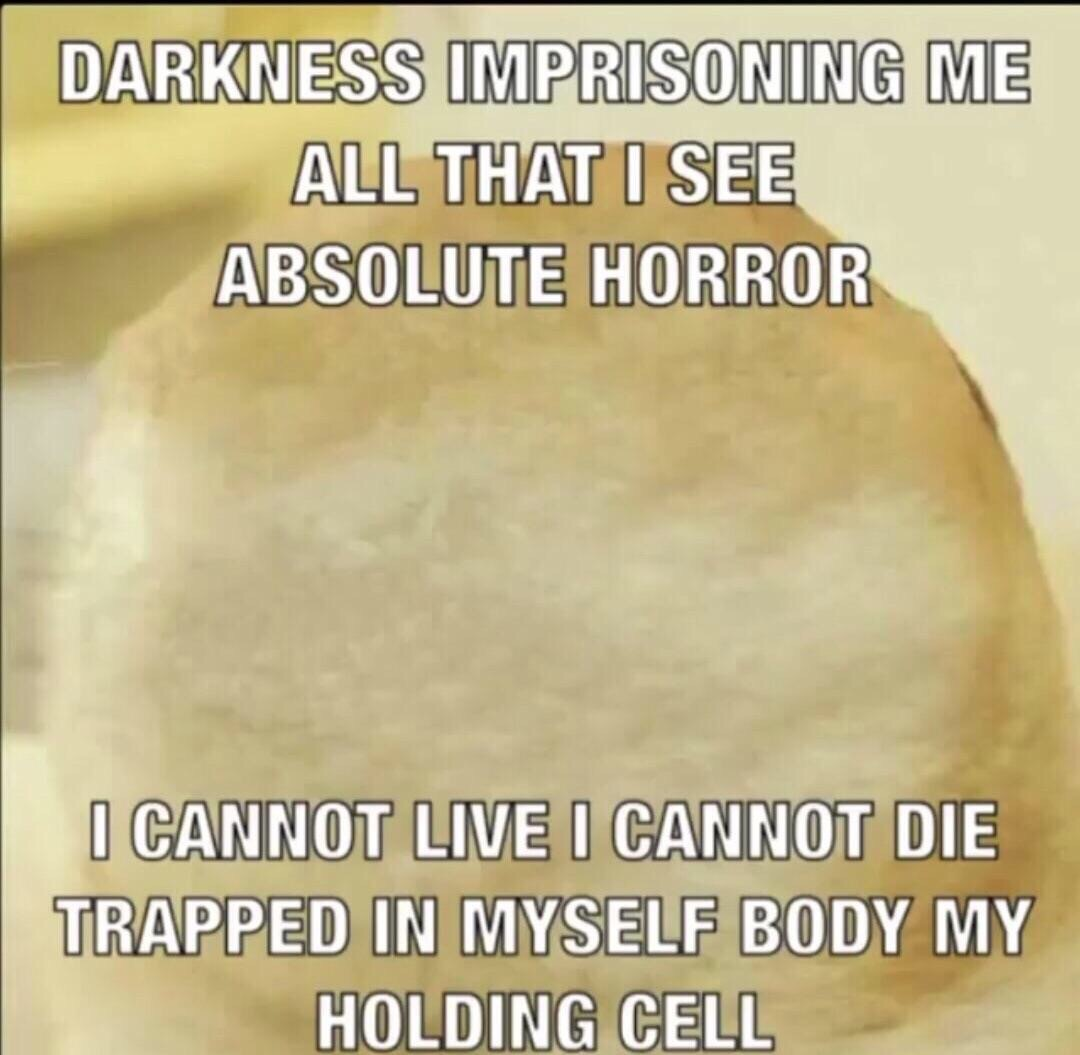 DARKNESS IMPRISONING ME
ALL THAT I SEE
ABSOLUTE HORROR
I CANNOT LIVE I CANNOT DIE
TRAPPED IN MYSELF BODY MY
HOLDING CELL